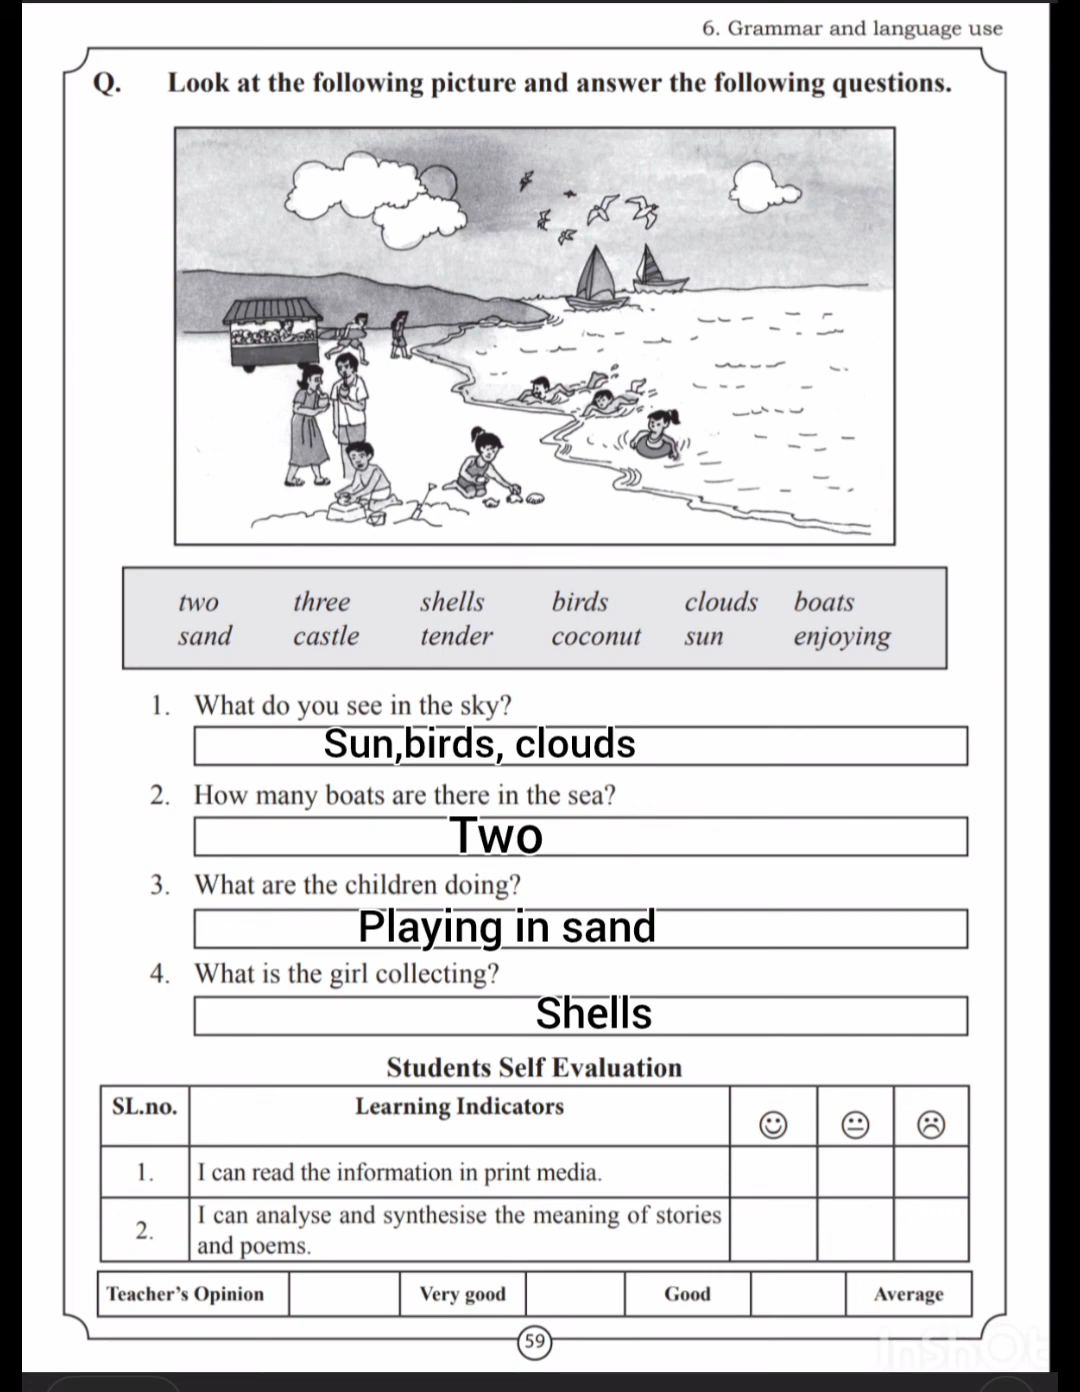 6. Grammar and language use
Q. Look at the following picture and answer the following questions.
two three shells birds clouds boats
sand castle tender coconut sun enjoying
1. What do you see in the sky?
Sun,birds, clouds
2. How many boats are there in the sea?
Two
3. What are the children doing?
Playing in sand
4. What is the girl collecting?
Shells
Students Self Evaluation
SL.no. Learning Indicators
1. I can read the information in print media.
2. I can analyse and synthesise the meaning of stories
and poems.
Teacher's Opinion Very good Good Average
59
InShOt